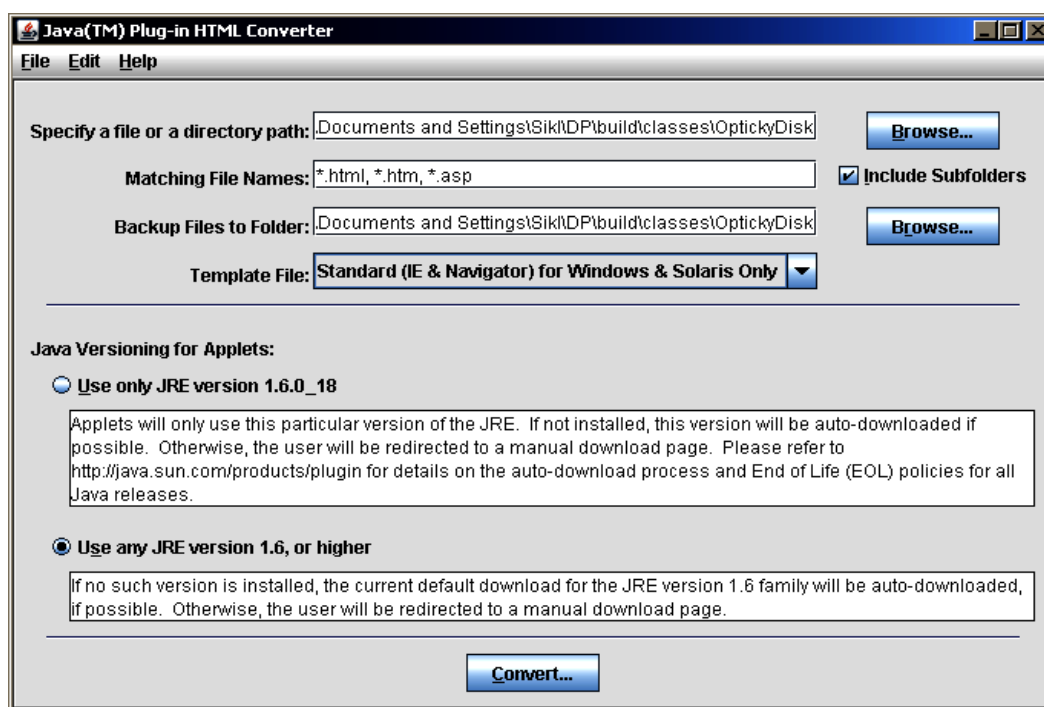 Java(TM) Plug-in HTML Converter
File Edit Help
Specify a file or a directory path: .Documents and Settings\Sikl\DP\build\classes\OptickyDisk Browse...
Matching File Names: *.html, *.htm, *.asp Include Subfolders
Backup Files to Folder: .Documents and Settings\Sikl\DP\build\classes\OptickyDisk Browse...
Template File: Standard (IE & Navigator) for Windows & Solaris Only
Java Versioning for Applets:
Use only JRE version 1.6.0_18
Applets will only use this particular version of the JRE. If not installed, this version will be auto-downloaded if
possible. Otherwise, the user will be redirected to a manual download page. Please refer to
http://java.sun.com/products/plugin for details on the auto-download process and End of Life (EOL) policies for all
Java releases.
Use any JRE version 1.6, or higher
If no such version is installed, the current default download for the JRE version 1.6 family will be auto-downloaded,
if possible. Otherwise, the user will be redirected to a manual download page.
Convert...